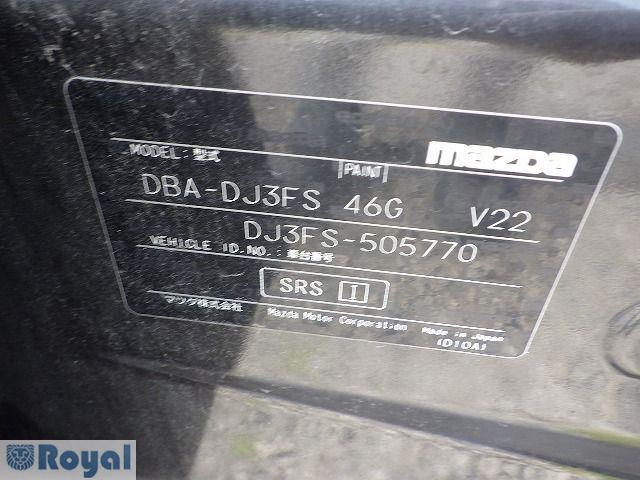 mazda
MODEL : 型式 PAINT
DBA-DJ3FS 46G V22
DJ3FS-505770
VEHICLE ID.NO.: 車台番号
SRS I
マツダ株式会社 Mazda Motor Corporation Made in Japan
(D10A)
Royal